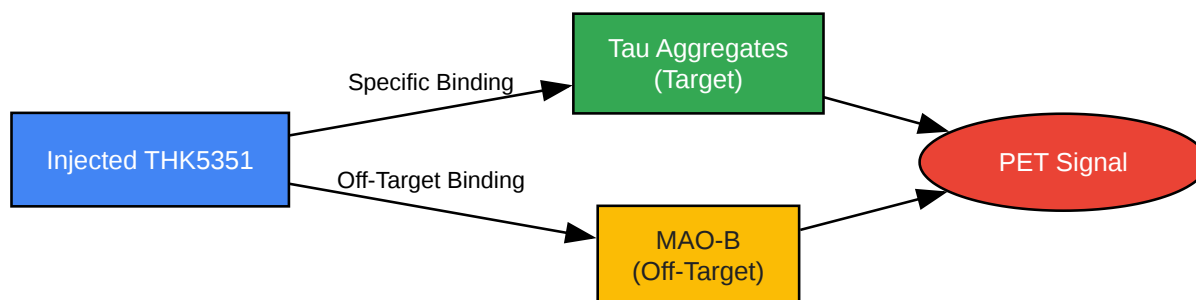 Injected THK5351
Specific Binding
Off-Target Binding
Tau Aggregates
(Target)
MAO-B
(Off-Target)
PET Signal